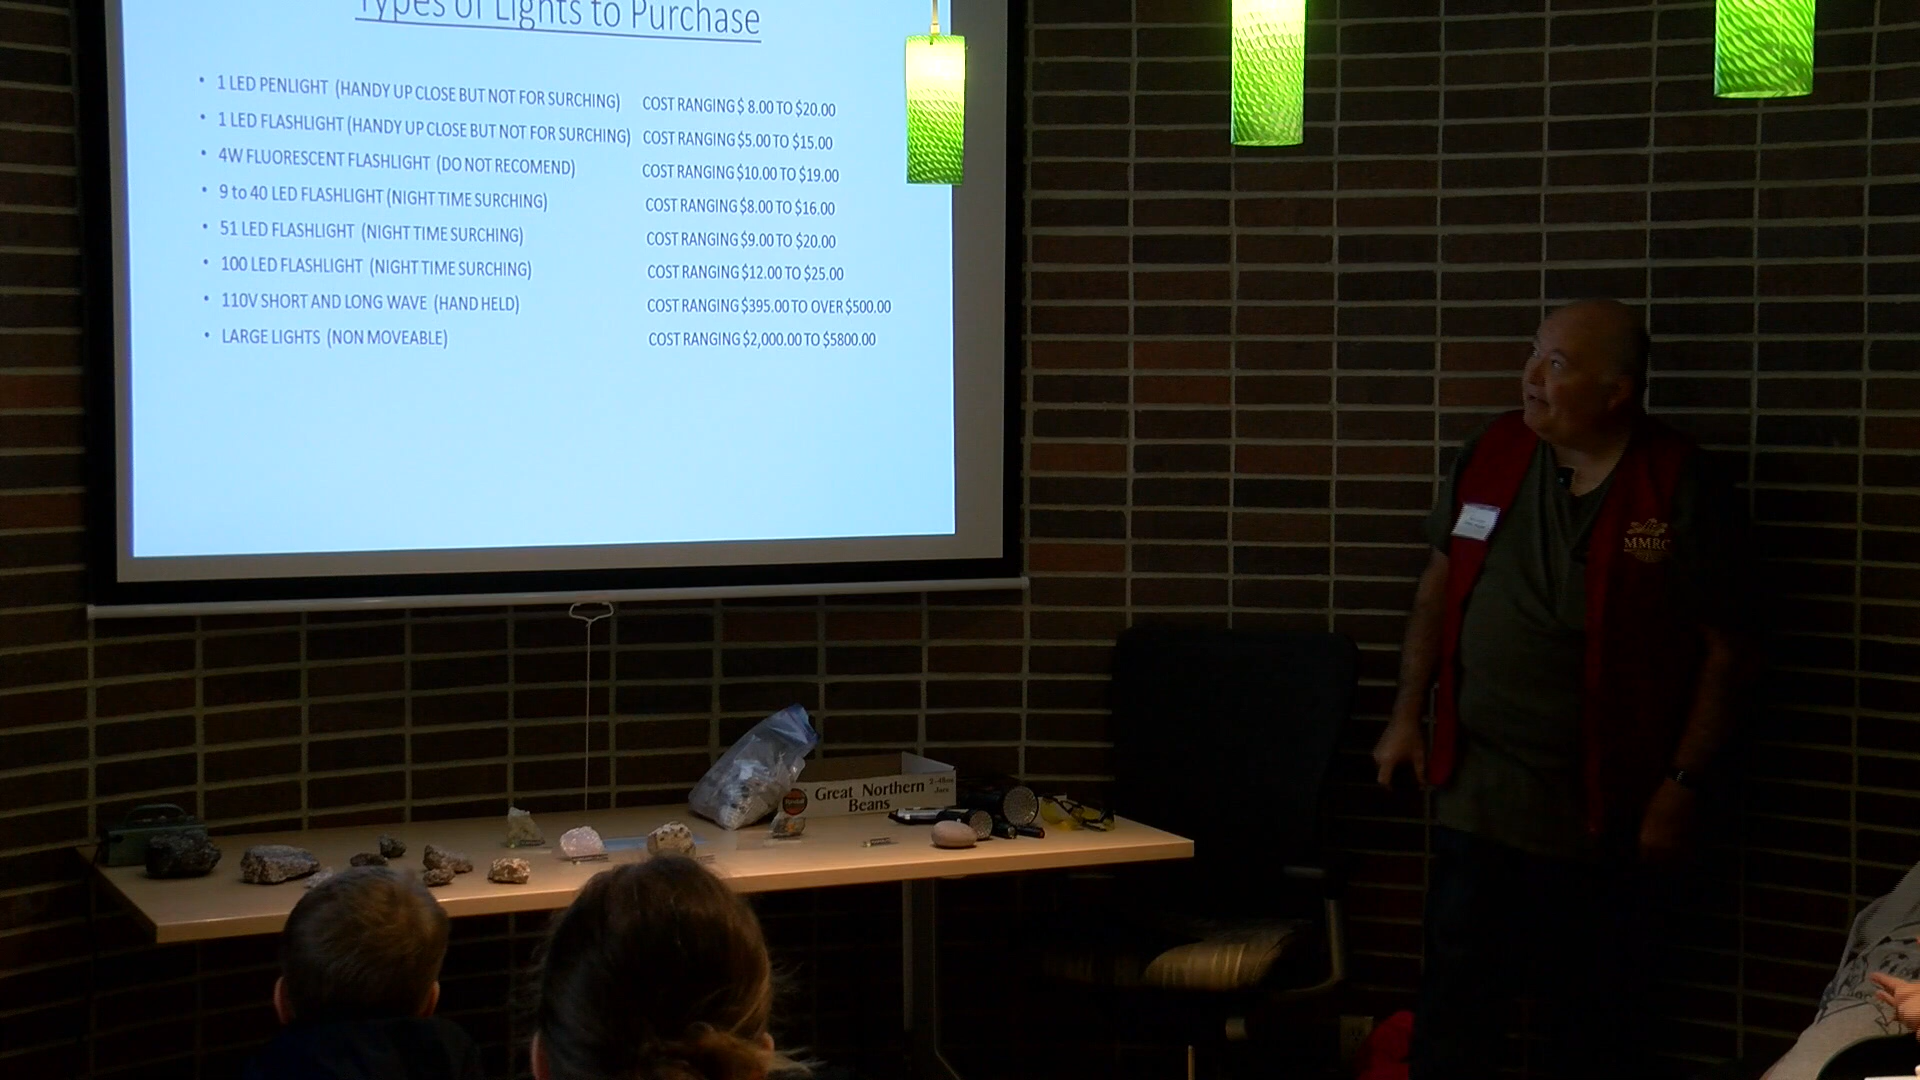 Types of Lights to Purchase
• 1 LED PENLIGHT (HANDY UP CLOSE BUT NOT FOR SURCHING) COST RANGING $ 8.00 TO $20.00
• 1 LED FLASHLIGHT (HANDY UP CLOSE BUT NOT FOR SURCHING) COST RANGING $5.00 TO $15.00
• 4W FLUORESCENT FLASHLIGHT (DO NOT RECOMEND) COST RANGING $10.00 TO $19.00
• 9 to 40 LED FLASHLIGHT (NIGHT TIME SURCHING) COST RANGING $8.00 TO $16.00
• 51 LED FLASHLIGHT (NIGHT TIME SURCHING) COST RANGING $9.00 TO $20.00
• 100 LED FLASHLIGHT (NIGHT TIME SURCHING) COST RANGING $12.00 TO $25.00
• 110V SHORT AND LONG WAVE (HAND HELD) COST RANGING $395.00 TO OVER $500.00
• LARGE LIGHTS (NON MOVEABLE) COST RANGING $2,000.00 TO $5800.00
MMRC
Great Northern
Beans
2-48oz
Jars